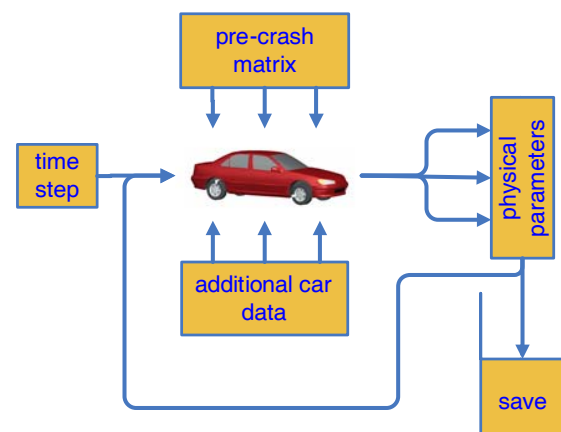 pre-crash
matrix
time
step
physical
parameters
additional car
data
save